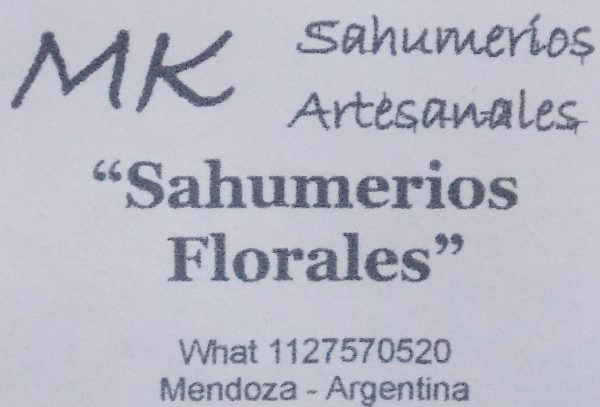 MK Sahumerios
Artesanales
“Sahumerios
Florales”
What 1127570520
Mendoza - Argentina